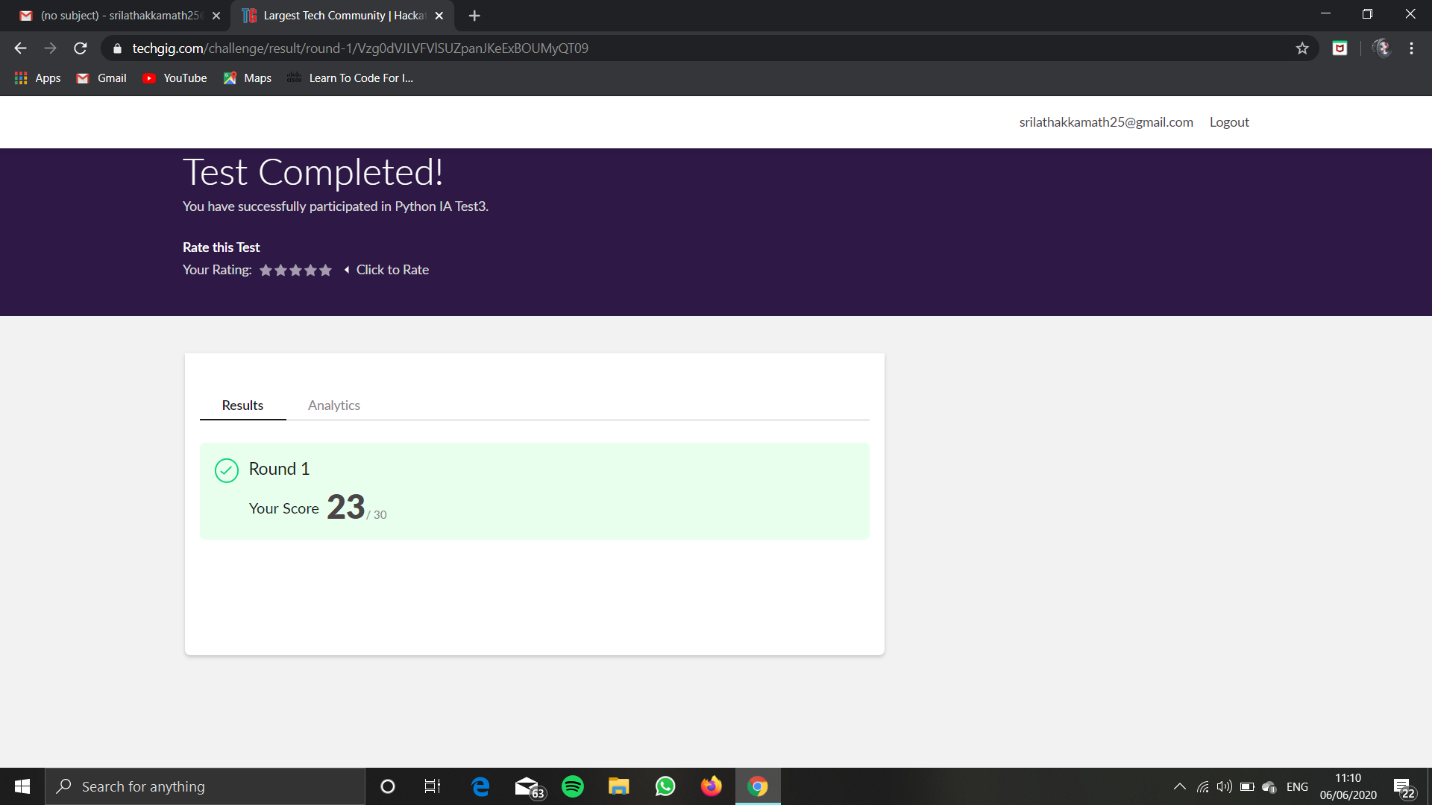 (no subject) - srilathakkamath25
Largest Tech Community | Hacka
techgig.com/challenge/result/round-1/Vzg0dVJLVFVlSUZpanJKeExBOUMyQT09
Apps Gmail YouTube Maps Learn To Code For I...
srilathakkamath25@gmail.com Logout
Test Completed!
You have successfully participated in Python IA Test3.
Rate this Test
Your Rating: Click to Rate
Results Analytics
Round 1
Your Score 23 / 30
Search for anything
63
ENG
11:10
06/06/2020
22